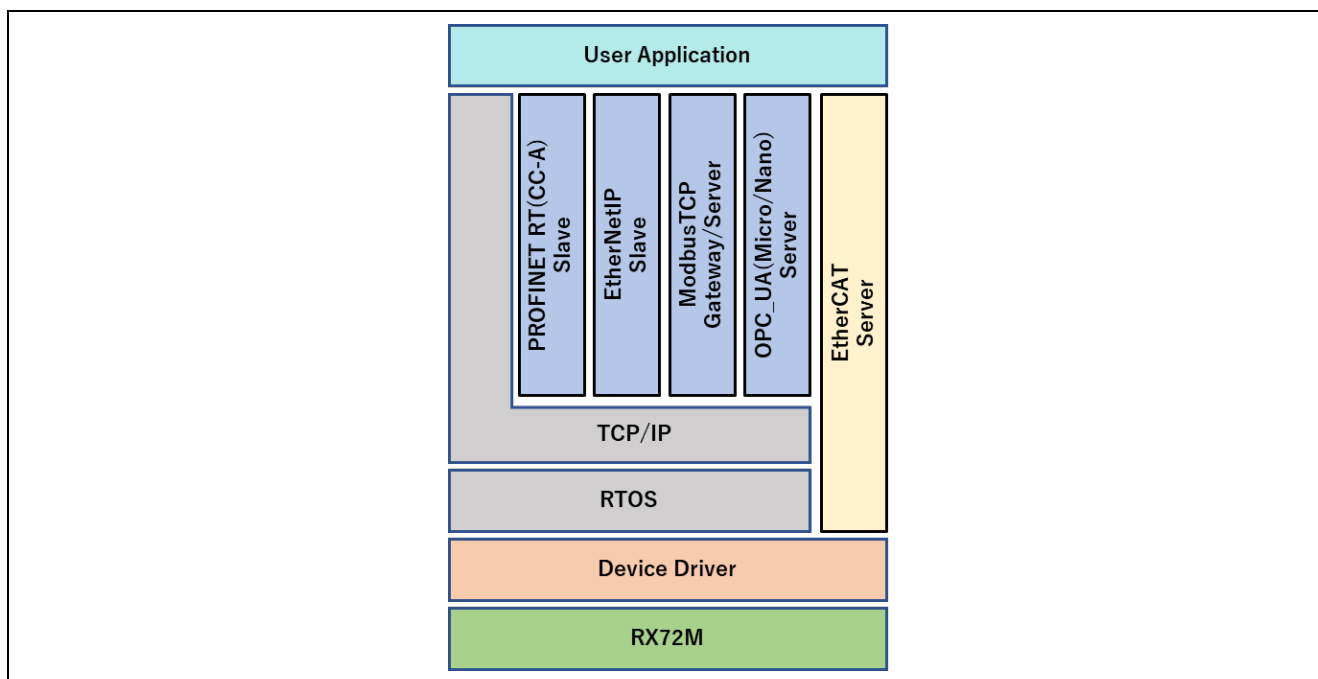 User Application
PROFINET RT(CC-A)
Slave
EtherNetIP
Slave
ModbusTCP
Gateway/Server
OPC_UA(Micro/Nano)
Server
EtherCAT
Server
TCP/IP
RTOS
Device Driver
RX72M